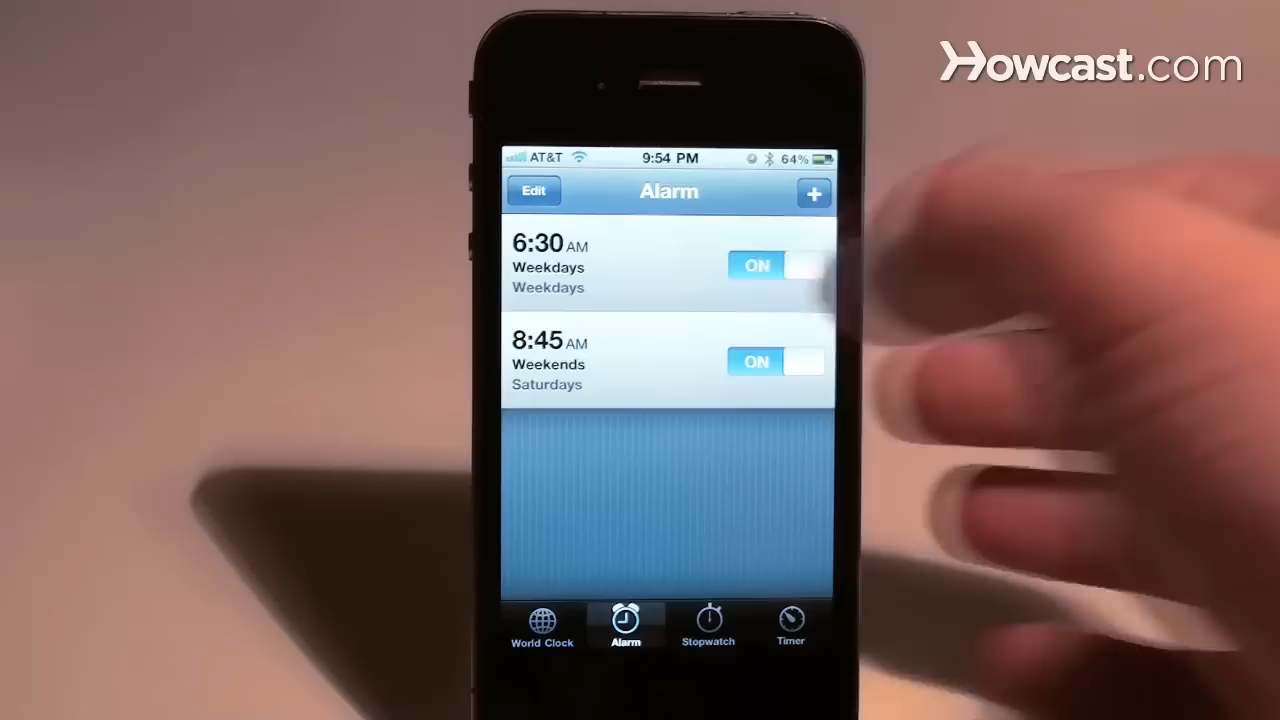 Howcast.com
AT&T 9:54 PM 64%
Edit Alarm +
6:30 AM
Weekdays
ON
Weekdays
8:45 AM
Weekends
ON
Saturdays
World Clock Alarm Stopwatch Timer